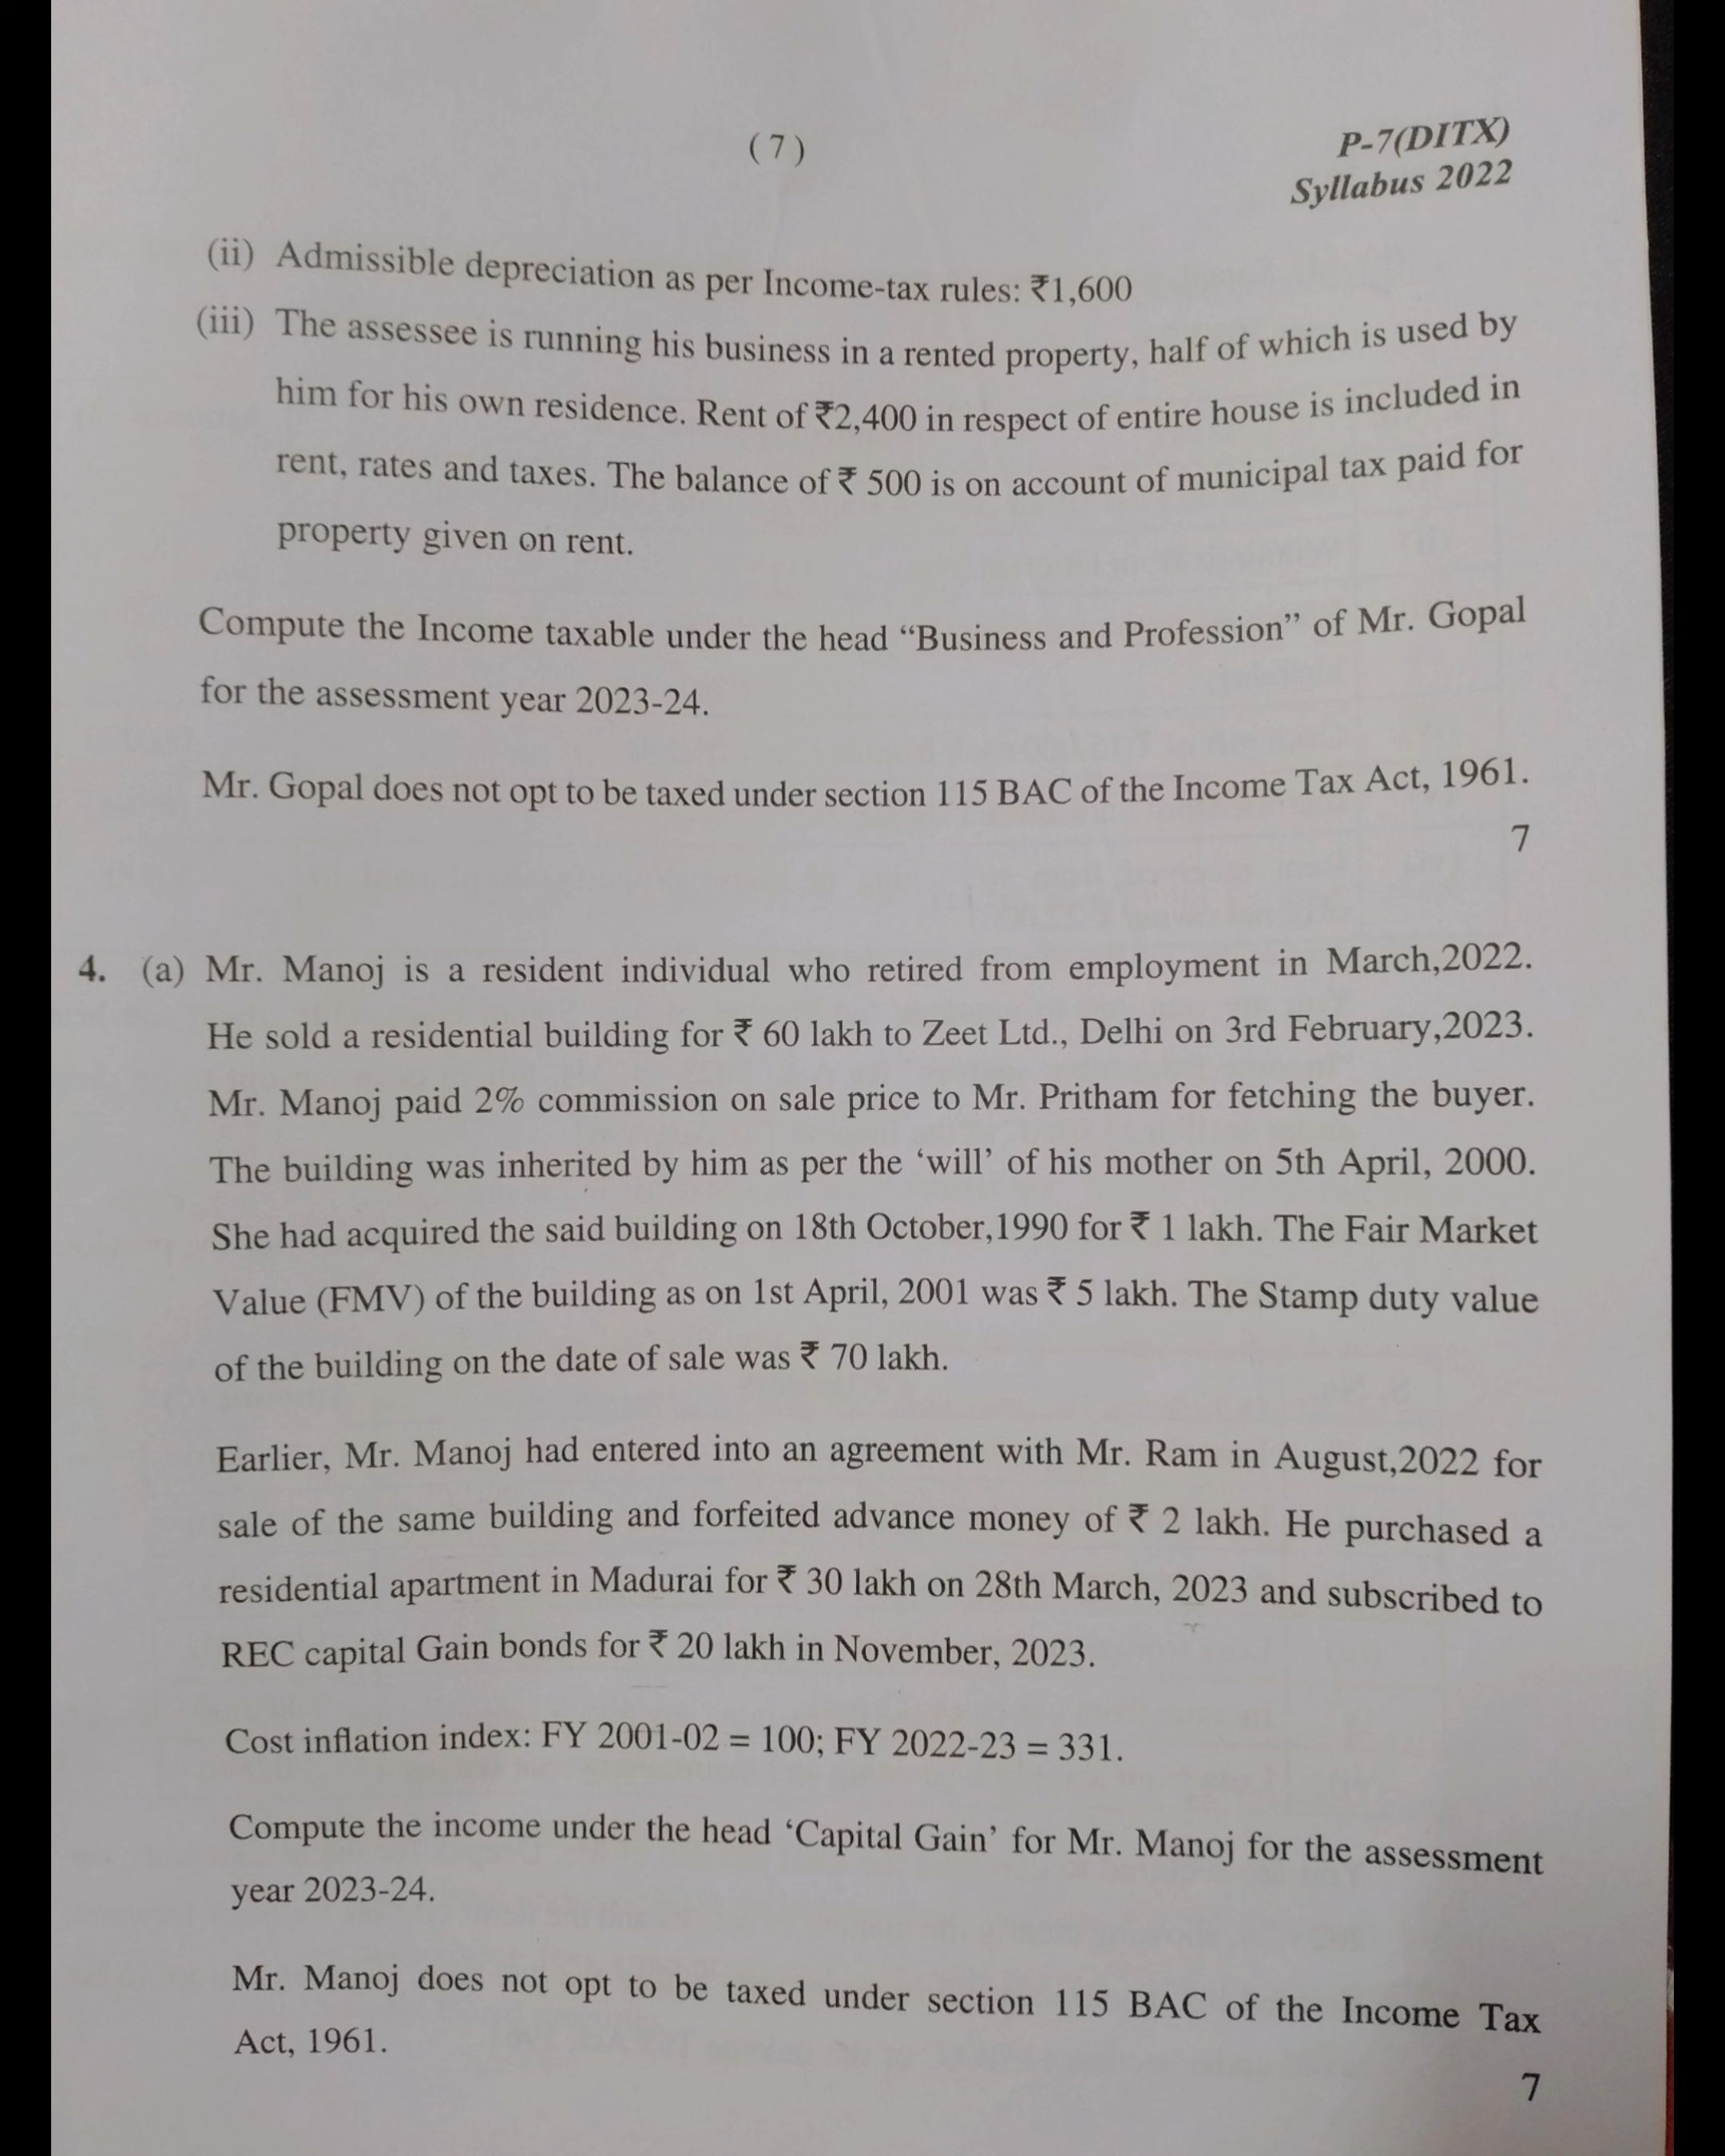 (7)
P-7(DITX)
Syllabus 2022
(ii) Admissible depreciation as per Income-tax rules: ₹1,600
(iii) The assessee is running his business in a rented property, half of which is used by
him for his own residence. Rent of ₹2,400 in respect of entire house is included in
rent, rates and taxes. The balance of ₹ 500 is on account of municipal tax paid for
property given on rent.
Compute the Income taxable under the head “Business and Profession” of Mr. Gopal
for the assessment year 2023-24.
Mr. Gopal does not opt to be taxed under section 115 BAC of the Income Tax Act, 1961.
7
4. (a) Mr. Manoj is a resident individual who retired from employment in March,2022.
He sold a residential building for ₹ 60 lakh to Zeet Ltd., Delhi on 3rd February,2023.
Mr. Manoj paid 2% commission on sale price to Mr. Pritham for fetching the buyer.
The building was inherited by him as per the ‘will’ of his mother on 5th April, 2000.
She had acquired the said building on 18th October,1990 for ₹ 1 lakh. The Fair Market
Value (FMV) of the building as on 1st April, 2001 was ₹ 5 lakh. The Stamp duty value
of the building on the date of sale was ₹ 70 lakh.
Earlier, Mr. Manoj had entered into an agreement with Mr. Ram in August,2022 for
sale of the same building and forfeited advance money of ₹ 2 lakh. He purchased a
residential apartment in Madurai for ₹ 30 lakh on 28th March, 2023 and subscribed to
REC capital Gain bonds for ₹ 20 lakh in November, 2023.
Cost inflation index: FY 2001-02 = 100; FY 2022-23 = 331.
Compute the income under the head ‘Capital Gain’ for Mr. Manoj for the assessment
year 2023-24.
Mr. Manoj does not opt to be taxed under section 115 BAC of the Income Tax
Act, 1961.
7